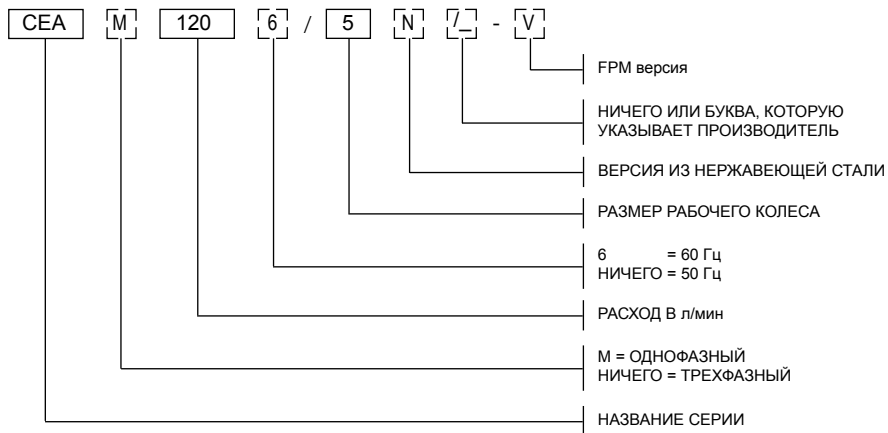 CEA M 120 6 / 5 N /_ - V
FPM версия
НИЧЕГО ИЛИ БУКВА, КОТОРУЮ
УКАЗЫВАЕТ ПРОИЗВОДИТЕЛЬ
ВЕРСИЯ ИЗ НЕРЖАВЕЮЩЕЙ СТАЛИ
РАЗМЕР РАБОЧЕГО КОЛЕСА
6 = 60 Гц
НИЧЕГО = 50 Гц
РАСХОД В л/мин
М = ОДНОФАЗНЫЙ
НИЧЕГО = ТРЕХФАЗНЫЙ
НАЗВАНИЕ СЕРИИ